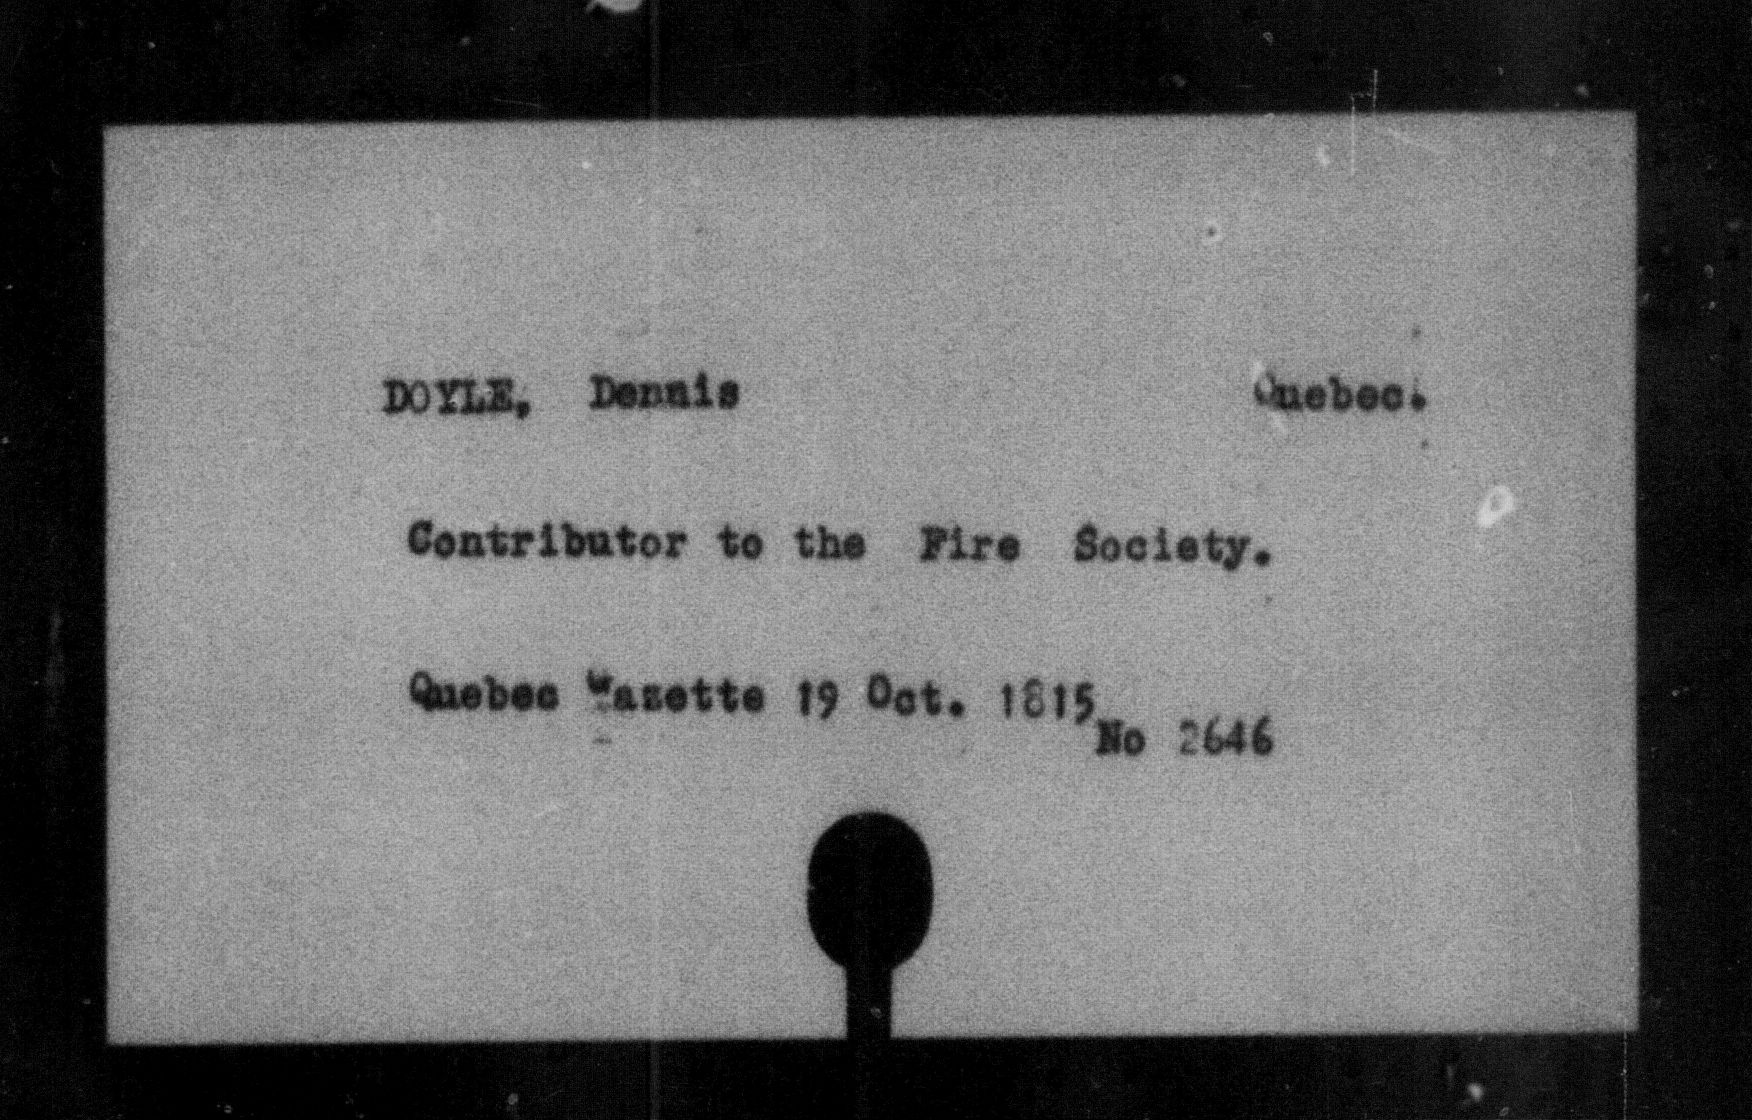 DOYLE, Dennis Quebec.
Contributor to the Fire Society.
Quebec Gazette 19 Oct. 1815
No 2646